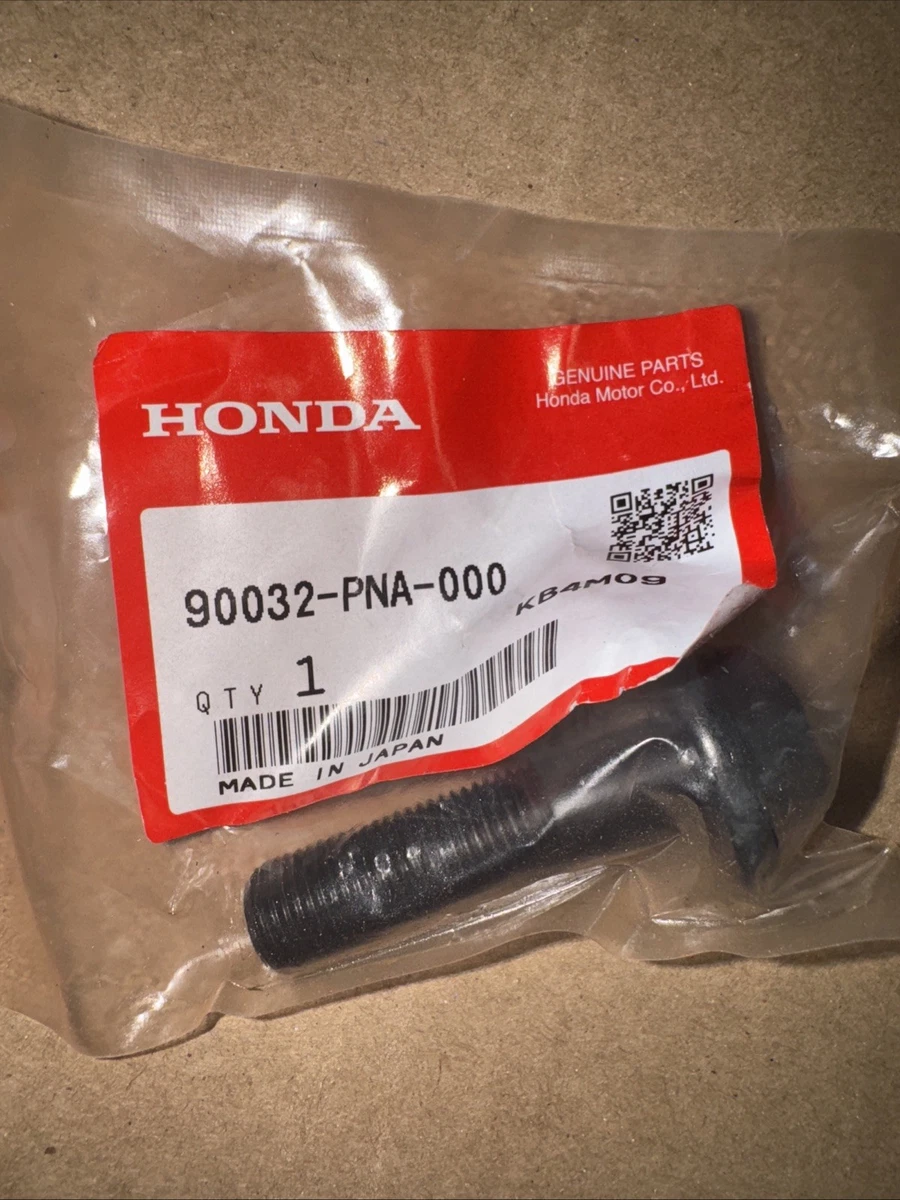 HONDA
GENUINE PARTS
Honda Motor Co., Ltd.
90032-PNA-000
KB4M09
QTY 1
MADE IN JAPAN